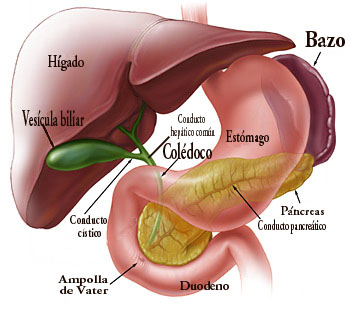 Bazo
Hígado
Vesícula biliar
Conducto
hepático común
Estómago
Colédoco
Conducto
cístico
Páncreas
Conducto pancreático
Ampolla
de Vater
Duodeno